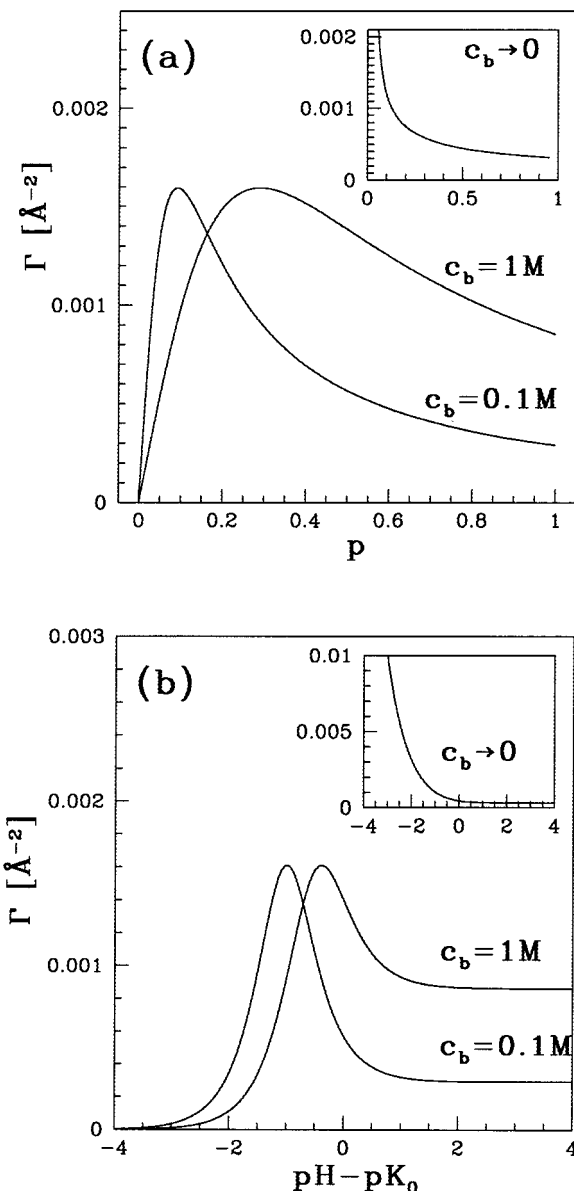 (a)
Γ [Å⁻²]
0.002
0.001
0
0 0.2 0.4 0.6 0.8 1
p
c_b=1M
c_b=0.1M
0.002
0.001
0
0 0.5 1
c_b→0
(b)
Γ [Å⁻²]
0.003
0.002
0.001
0
-4 -2 0 2 4
pH-pK₀
c_b=1M
c_b=0.1M
0.01
0.005
0
-4 -2 0 2 4
c_b→0